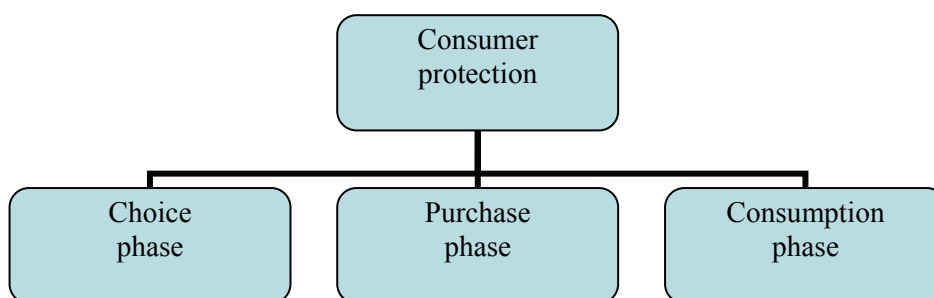 Consumer
protection
Choice
phase
Purchase
phase
Consumption
phase